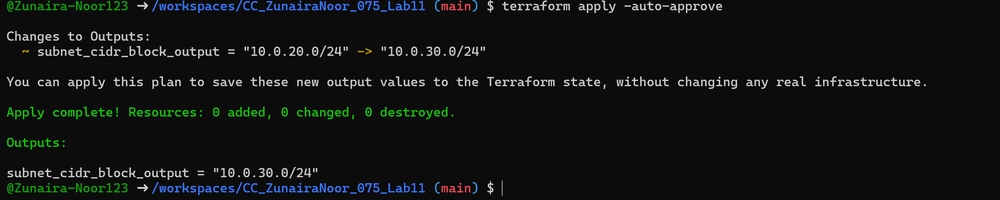 @Zunaira-Noor123 ➜ /workspaces/CC_ZunairaNoor_075_Lab11 (main) $ terraform apply -auto-approve
Changes to Outputs:
~ subnet_cidr_block_output = "10.0.20.0/24" -> "10.0.30.0/24"
You can apply this plan to save these new output values to the Terraform state, without changing any real infrastructure.
Apply complete! Resources: 0 added, 0 changed, 0 destroyed.
Outputs:
subnet_cidr_block_output = "10.0.30.0/24"
@Zunaira-Noor123 ➜ /workspaces/CC_ZunairaNoor_075_Lab11 (main) $